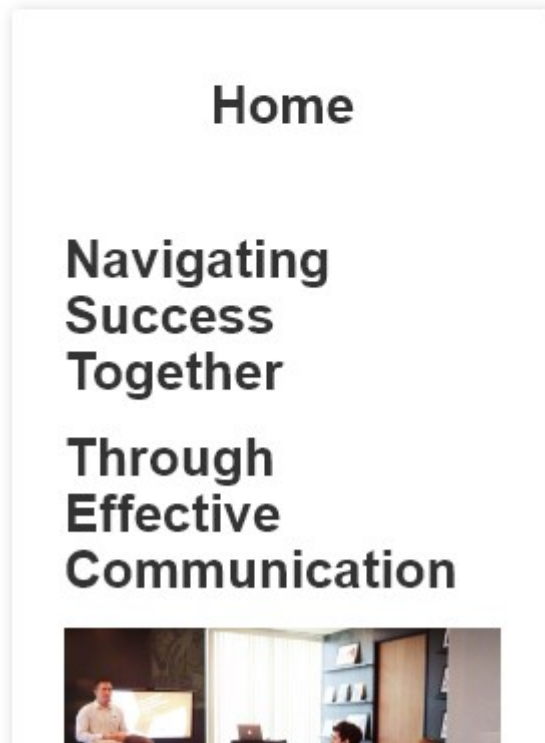 Home
Navigating
Success
Together
Through
Effective
Communication